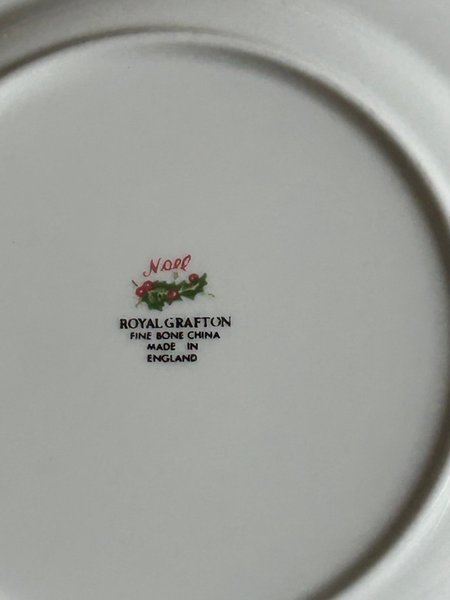 Noel
ROYAL GRAFTON
FINE BONE CHINA
MADE IN
ENGLAND